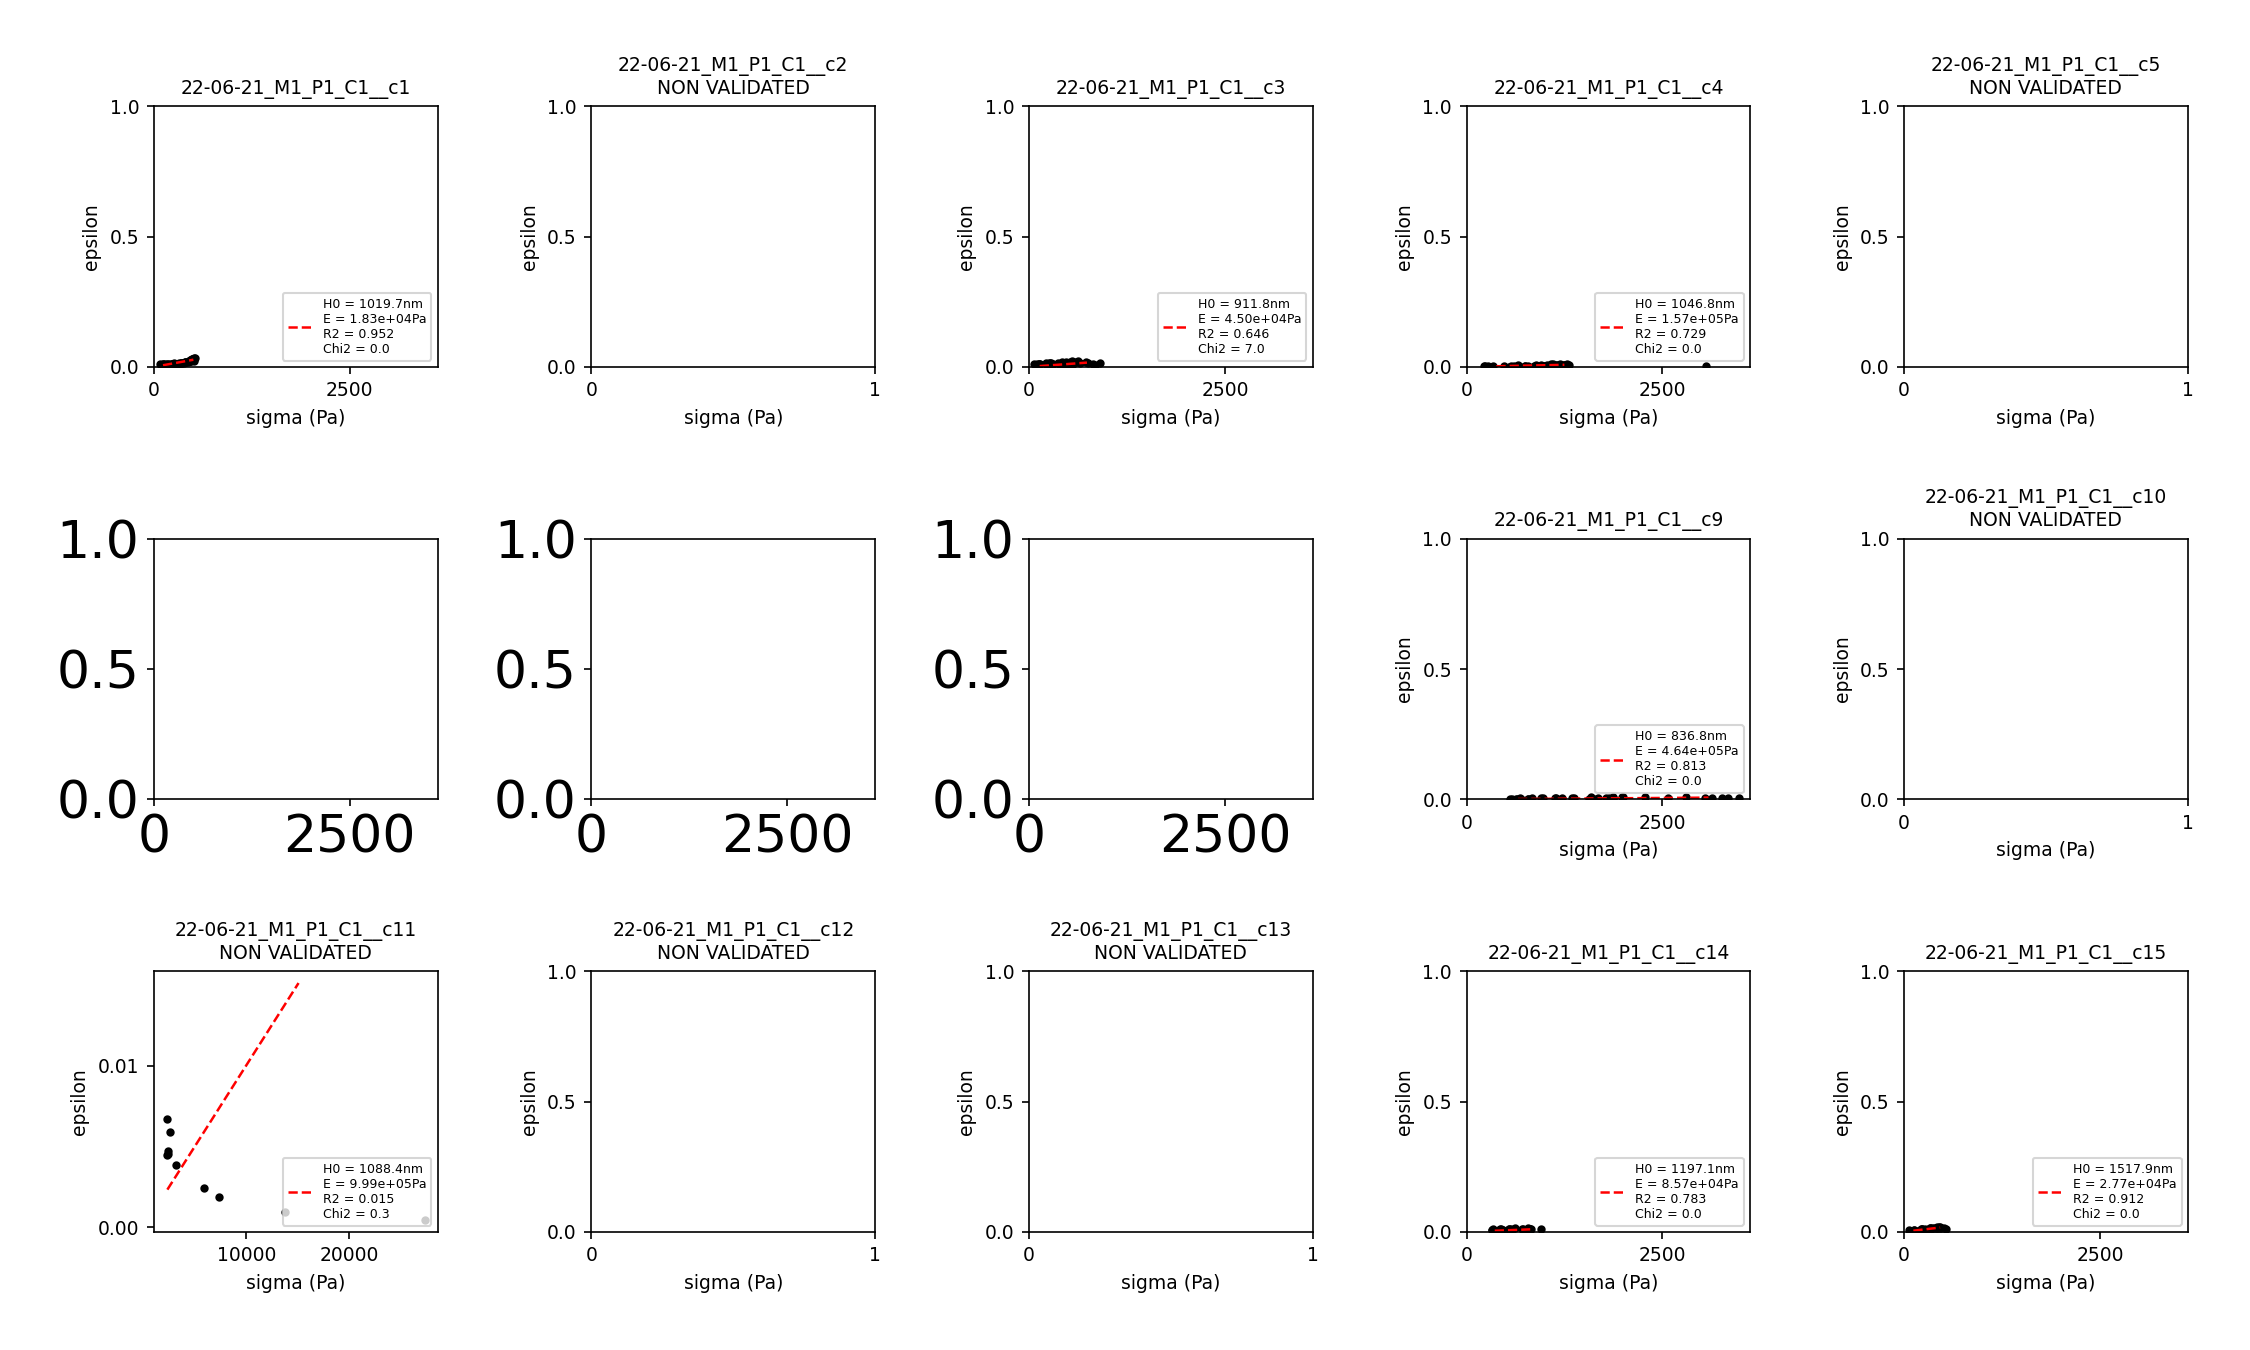 22-06-21_M1_P1_C1__c1
1.0
0.5
0.0
epsilon
H0 = 1019.7nm
E = 1.83e+04Pa
R2 = 0.952
Chi2 = 0.0
0 2500
sigma (Pa)
22-06-21_M1_P1_C1__c2
NON VALIDATED
1.0
0.5
0.0
epsilon
0 1
sigma (Pa)
22-06-21_M1_P1_C1__c3
1.0
0.5
0.0
epsilon
H0 = 911.8nm
E = 4.50e+04Pa
R2 = 0.646
Chi2 = 7.0
0 2500
sigma (Pa)
22-06-21_M1_P1_C1__c4
1.0
0.5
0.0
epsilon
H0 = 1046.8nm
E = 1.57e+05Pa
R2 = 0.729
Chi2 = 0.0
0 2500
sigma (Pa)
22-06-21_M1_P1_C1__c5
NON VALIDATED
1.0
0.5
0.0
epsilon
0 1
sigma (Pa)
1.0
0.5
0.0
0 2500
1.0
0.5
0.0
0 2500
1.0
0.5
0.0
0 2500
22-06-21_M1_P1_C1__c9
1.0
0.5
0.0
epsilon
H0 = 836.8nm
E = 4.64e+05Pa
R2 = 0.813
Chi2 = 0.0
0 2500
sigma (Pa)
22-06-21_M1_P1_C1__c10
NON VALIDATED
1.0
0.5
0.0
epsilon
0 1
sigma (Pa)
22-06-21_M1_P1_C1__c11
NON VALIDATED
0.01
0.00
epsilon
H0 = 1088.4nm
E = 9.99e+05Pa
R2 = 0.015
Chi2 = 0.3
10000 20000
sigma (Pa)
22-06-21_M1_P1_C1__c12
NON VALIDATED
1.0
0.5
0.0
epsilon
0 1
sigma (Pa)
22-06-21_M1_P1_C1__c13
NON VALIDATED
1.0
0.5
0.0
epsilon
0 1
sigma (Pa)
22-06-21_M1_P1_C1__c14
1.0
0.5
0.0
epsilon
H0 = 1197.1nm
E = 8.57e+04Pa
R2 = 0.783
Chi2 = 0.0
0 2500
sigma (Pa)
22-06-21_M1_P1_C1__c15
1.0
0.5
0.0
epsilon
H0 = 1517.9nm
E = 2.77e+04Pa
R2 = 0.912
Chi2 = 0.0
0 2500
sigma (Pa)